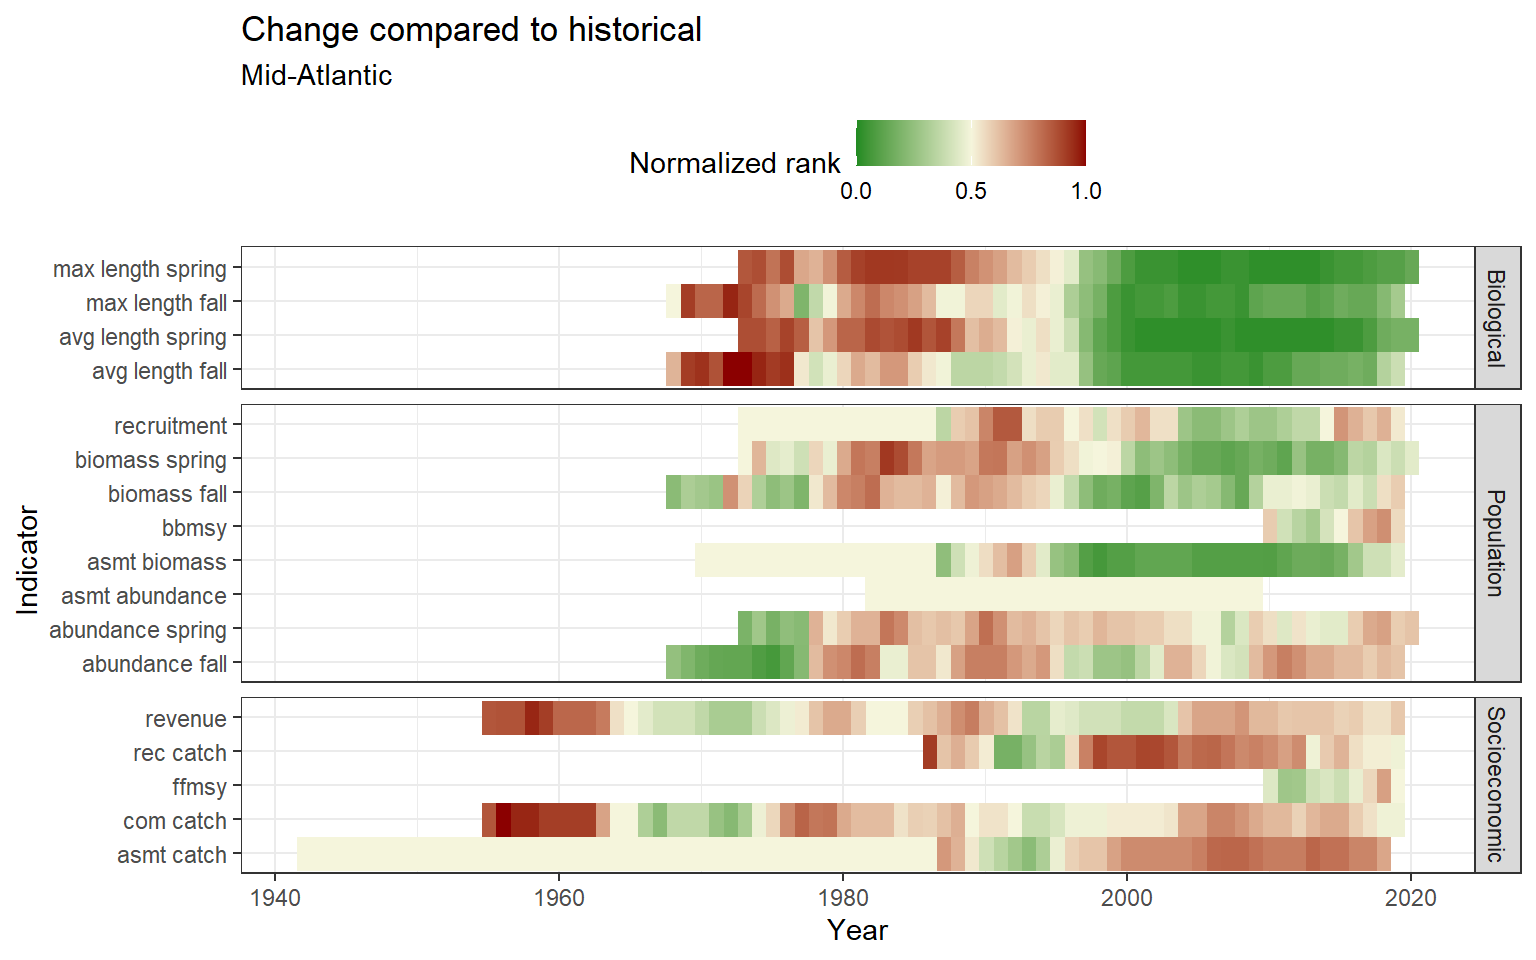 Change compared to historical
Mid-Atlantic
Normalized rank
0.0 0.5 1.0
max length spring
max length fall
avg length spring
avg length fall
Biological
recruitment
biomass spring
biomass fall
bbmsy
asmt biomass
asmt abundance
abundance spring
abundance fall
Population
revenue
rec catch
ffmsy
com catch
asmt catch
Socioeconomic
Indicator
1940 1960 1980 2000 2020
Year